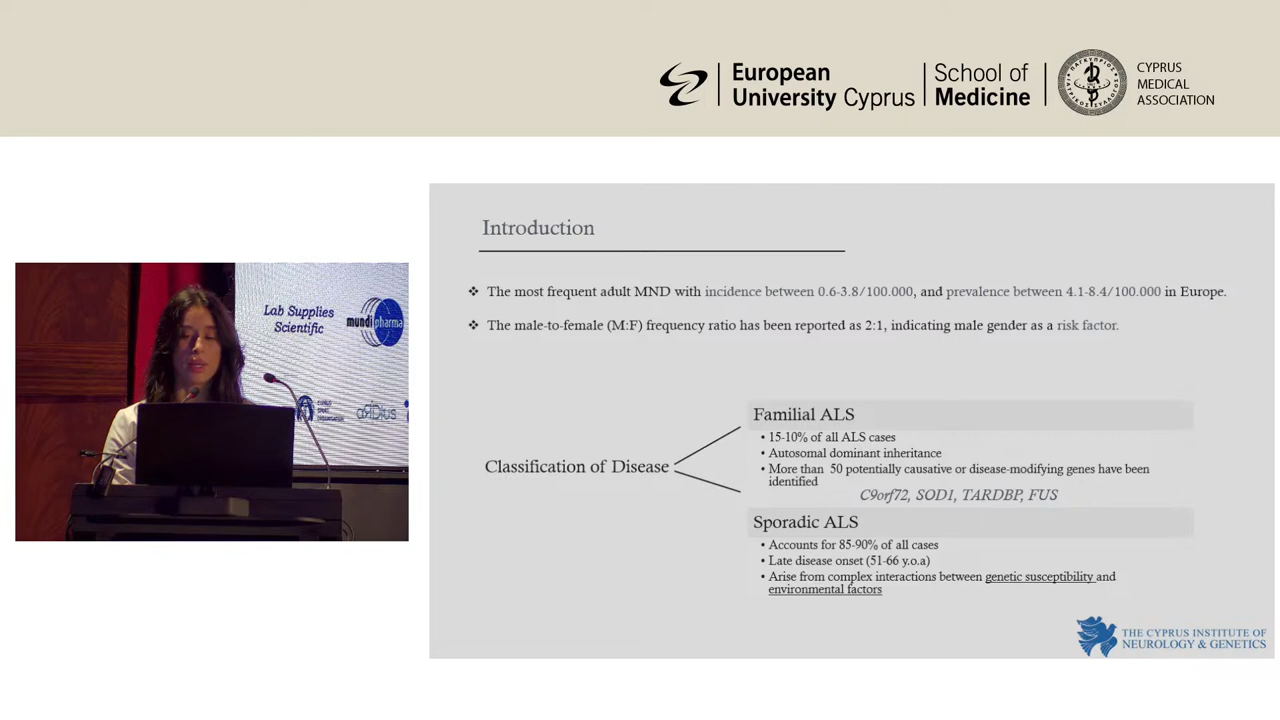 European
University Cyprus
School of
Medicine
CYPRUS
MEDICAL
ASSOCIATION
Lab Supplies
Scientific
mundipharma
Introduction
❖ The most frequent adult MND with incidence between 0.6-3.8/100.000, and prevalence between 4.1-8.4/100.000 in Europe.
❖ The male-to-female (M:F) frequency ratio has been reported as 2:1, indicating male gender as a risk factor.
Classification of Disease
Familial ALS
• 15-10% of all ALS cases
• Autosomal dominant inheritance
• More than 50 potentially causative or disease-modifying genes have been
identified
C9orf72, SOD1, TARDBP, FUS
Sporadic ALS
• Accounts for 85-90% of all cases
• Late disease onset (51-66 y.o.a)
• Arise from complex interactions between genetic susceptibility and
environmental factors
THE CYPRUS INSTITUTE OF
NEUROLOGY & GENETICS